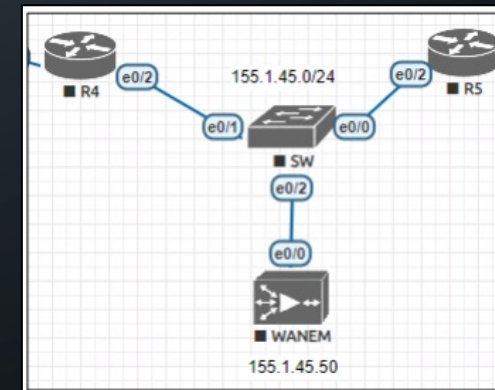 155.1.45.0/24
e0/2
e0/2
■ R4
■ R5
e0/1
e0/0
■ SW
e0/2
e0/0
■ WANEM
155.1.45.50